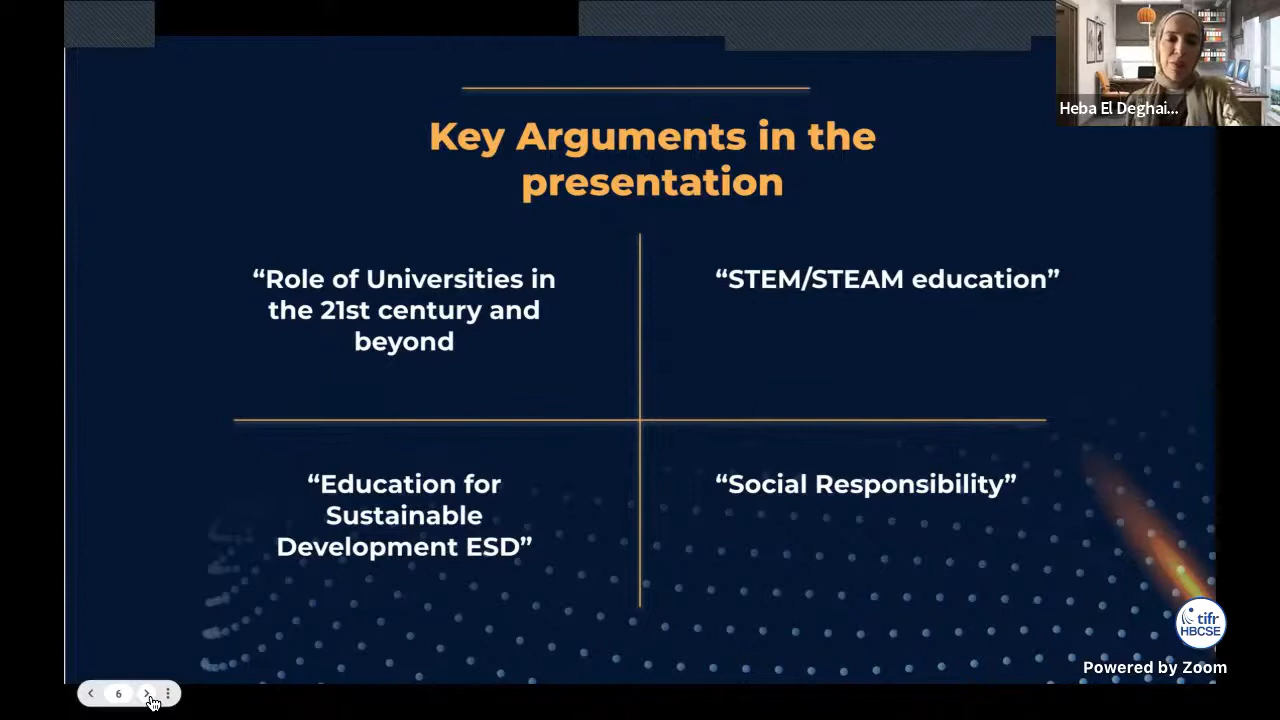 Heba El Deghai...
Key Arguments in the
presentation
“Role of Universities in
the 21st century and
beyond
“STEM/STEAM education”
“Education for
Sustainable
Development ESD”
“Social Responsibility”
tifr
HBCSE
Powered by Zoom
6